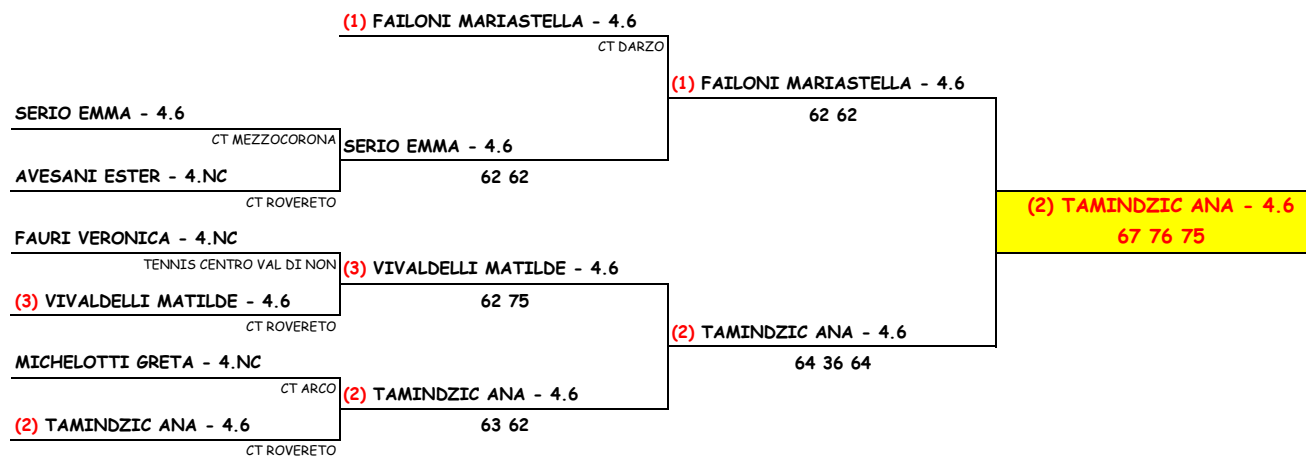 (1) FAILONI MARIASTELLA - 4.6
CT DARZO
(1) FAILONI MARIASTELLA - 4.6
62 62
SERIO EMMA - 4.6
CT MEZZOCORONA
SERIO EMMA - 4.6
62 62
AVESANI ESTER - 4.NC
CT ROVERETO
(2) TAMINDZIC ANA - 4.6
67 76 75
FAURI VERONICA - 4.NC
TENNIS CENTRO VAL DI NON
(3) VIVALDELLI MATILDE - 4.6
62 75
(3) VIVALDELLI MATILDE - 4.6
CT ROVERETO
(2) TAMINDZIC ANA - 4.6
64 36 64
MICHELOTTI GRETA - 4.NC
CT ARCO
(2) TAMINDZIC ANA - 4.6
63 62
(2) TAMINDZIC ANA - 4.6
CT ROVERETO